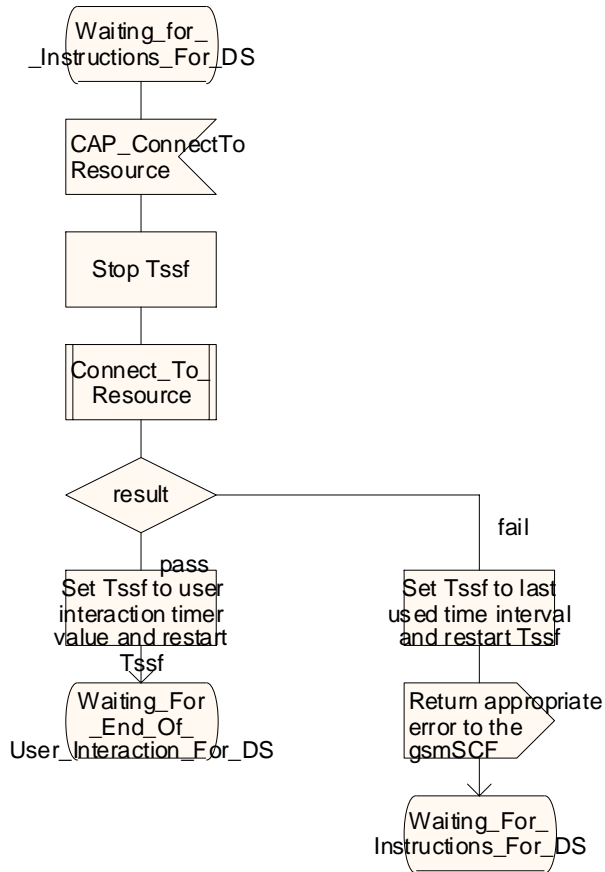 Waiting_for_
_Instructions_For_DS
CAP_ConnectTo
Resource
Stop Tssf
Connect_To_
Resource
result
pass
Set Tssf to user
interaction timer
value and restart
Tssf
Waiting_For
_End_Of_
User_Interaction_For_DS
fail
Set Tssf to last
used time interval
and restart Tssf
Return appropriate
error to the
gsmSCF
Waiting_For_
Instructions_For_DS